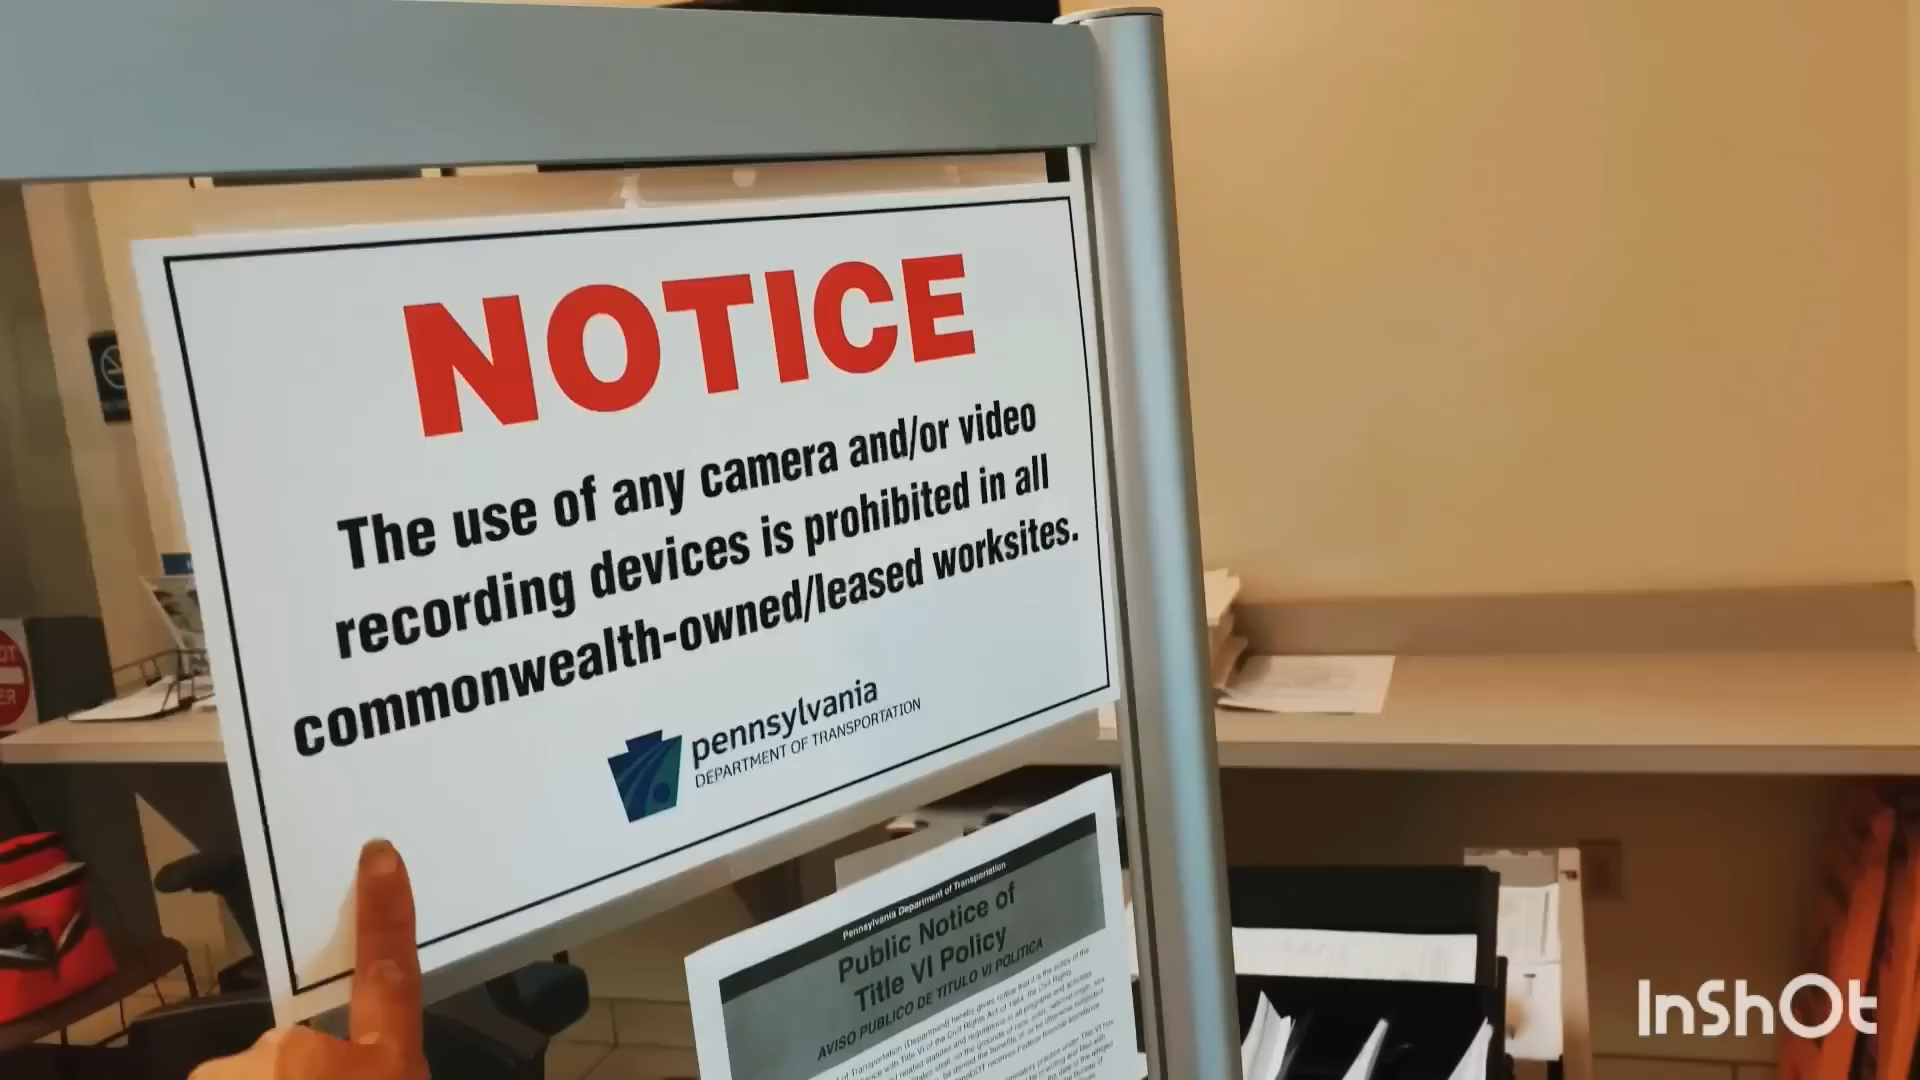 NOTICE
The use of any camera and/or video
recording devices is prohibited in all
commonwealth-owned/leased worksites.
pennsylvania
DEPARTMENT OF TRANSPORTATION
Pennsylvania Department of Transportation
Public Notice of
Title VI Policy
AVISO PUBLICO DE TITULO VI POLITICA
InShOt